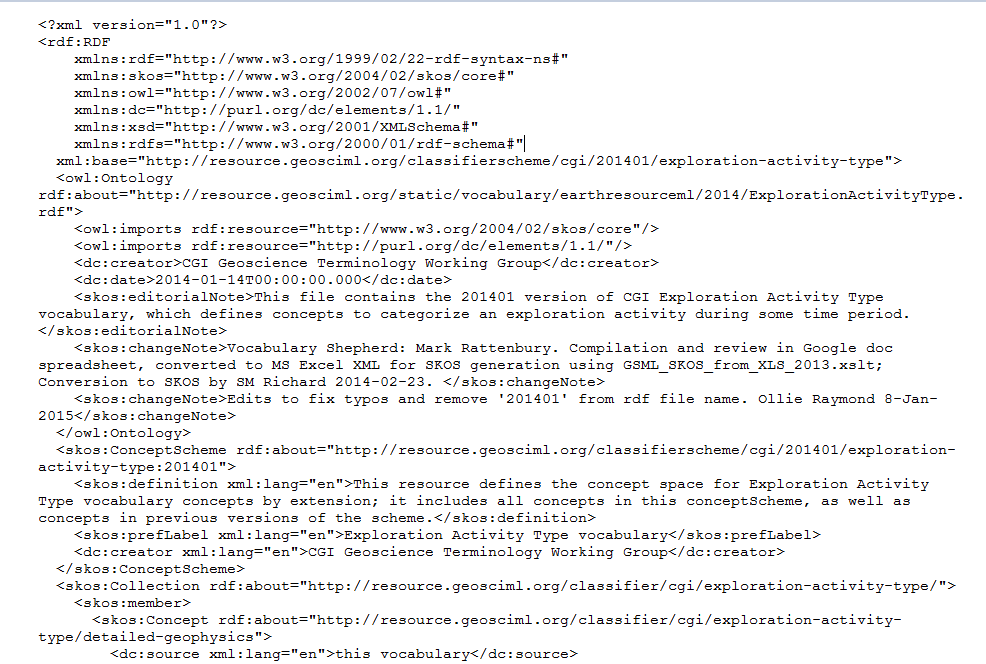 <?xml version="1.0"?>
<rdf:RDF
xmlns:rdf="http://www.w3.org/1999/02/22-rdf-syntax-ns#"
xmlns:skos="http://www.w3.org/2004/02/skos/core#"
xmlns:owl="http://www.w3.org/2002/07/owl#"
xmlns:dc="http://purl.org/dc/elements/1.1/"
xmlns:xsd="http://www.w3.org/2001/XMLSchema#"
xmlns:rdfs="http://www.w3.org/2000/01/rdf-schema#"
xml:base="http://resource.geosciml.org/classifierscheme/cgi/201401/exploration-activity-type">
<owl:Ontology
rdf:about="http://resource.geosciml.org/static/vocabulary/earthresourceml/2014/ExplorationActivityType.
rdf">
<owl:imports rdf:resource="http://www.w3.org/2004/02/skos/core"/>
<owl:imports rdf:resource="http://purl.org/dc/elements/1.1/"/>
<dc:creator>CGI Geoscience Terminology Working Group</dc:creator>
<dc:date>2014-01-14T00:00:00.000</dc:date>
<skos:editorialNote>This file contains the 201401 version of CGI Exploration Activity Type
vocabulary, which defines concepts to categorize an exploration activity during some time period.
</skos:editorialNote>
<skos:changeNote>Vocabulary Shepherd: Mark Rattenbury. Compilation and review in Google doc
spreadsheet, converted to MS Excel XML for SKOS generation using GSML_SKOS_from_XLS_2013.xslt;
Conversion to SKOS by SM Richard 2014-02-23. </skos:changeNote>
<skos:changeNote>Edits to fix typos and remove '201401' from rdf file name. Ollie Raymond 8-Jan-
2015</skos:changeNote>
</owl:Ontology>
<skos:ConceptScheme rdf:about="http://resource.geosciml.org/classifierscheme/cgi/201401/exploration-
activity-type:201401">
<skos:definition xml:lang="en">This resource defines the concept space for Exploration Activity
Type vocabulary concepts by extension; it includes all concepts in this conceptScheme, as well as
concepts in previous versions of the scheme.</skos:definition>
<skos:prefLabel xml:lang="en">Exploration Activity Type vocabulary</skos:prefLabel>
<dc:creator xml:lang="en">CGI Geoscience Terminology Working Group</dc:creator>
</skos:ConceptScheme>
<skos:Collection rdf:about="http://resource.geosciml.org/classifier/cgi/exploration-activity-type/">
<skos:member>
<skos:Concept rdf:about="http://resource.geosciml.org/classifier/cgi/exploration-activity-
type/detailed-geophysics">
<dc:source xml:lang="en">this vocabulary</dc:source>